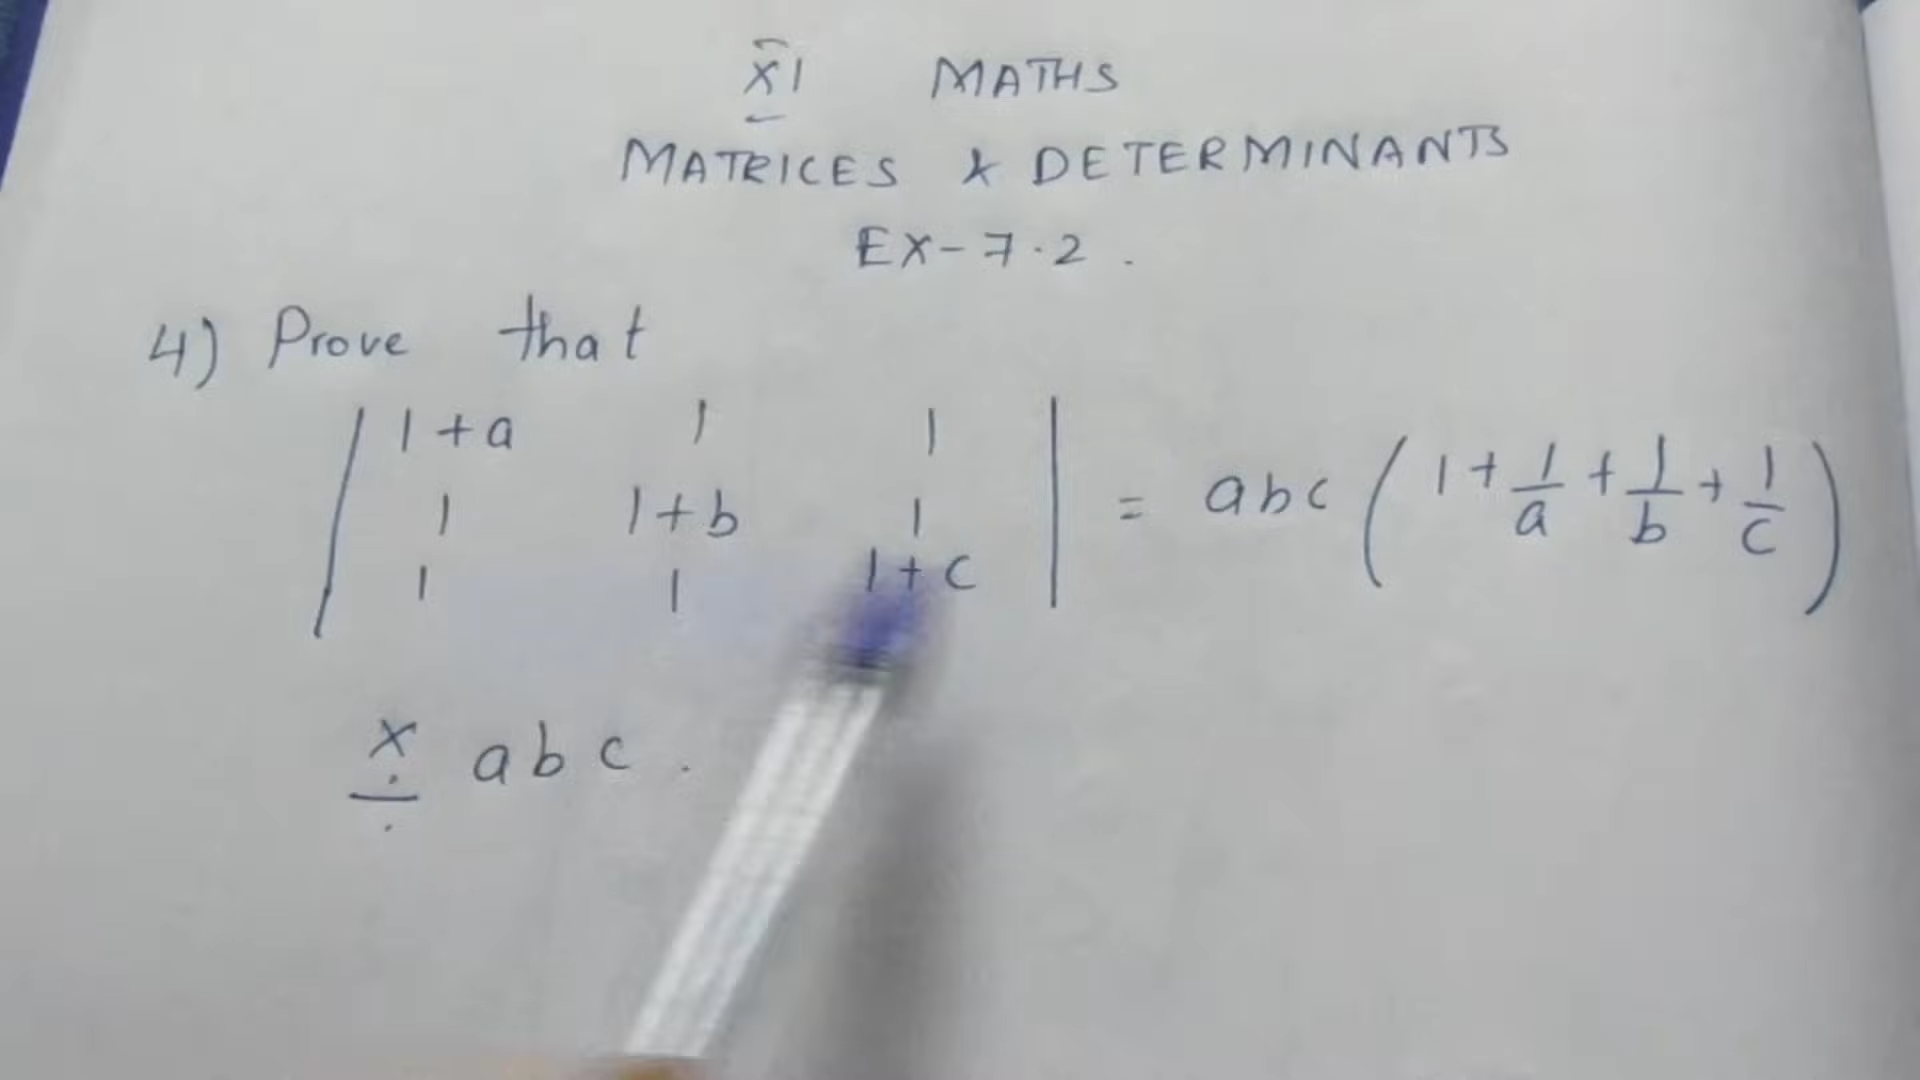 XI MATHS
MATRICES & DETERMINANTS
EX-7.2.
4) Prove that
| 1+a 1 1 |
| 1 1+b 1 | = abc (1 + 1/a + 1/b + 1/c)
| 1 1 1+c |
× ÷ abc.